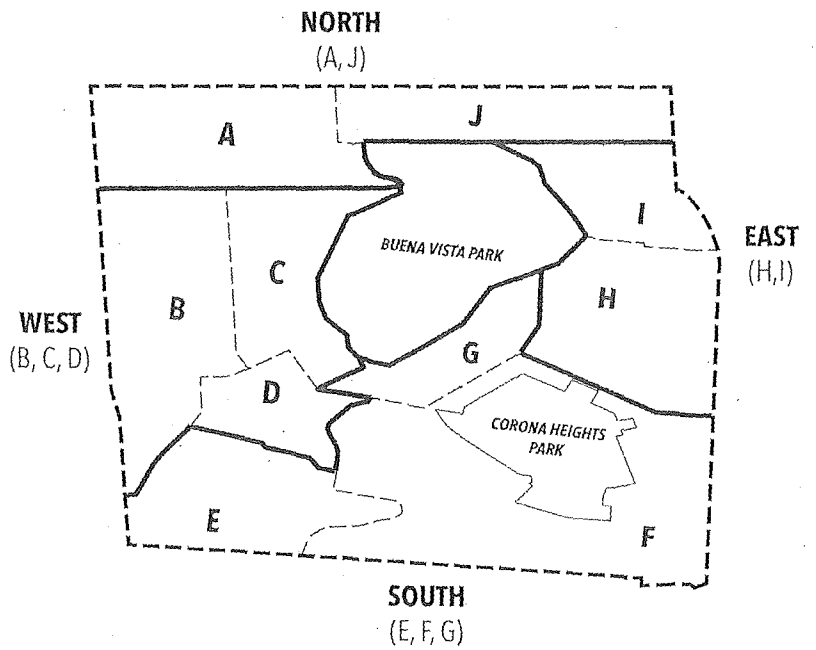 NORTH
(A, J)
A
J
I
BUENA VISTA PARK
EAST
(H,I)
C
H
B
WEST
(B, C, D)
G
D
CORONA HEIGHTS
PARK
E
F
SOUTH
(E, F, G)